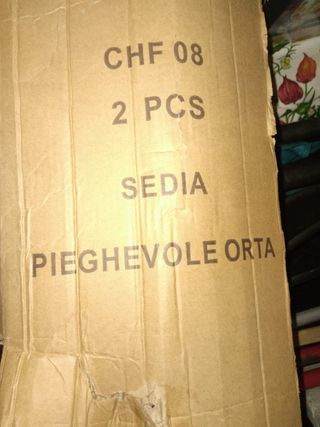 CHF 08
2 PCS
SEDIA
PIEGHEVOLE ORTA